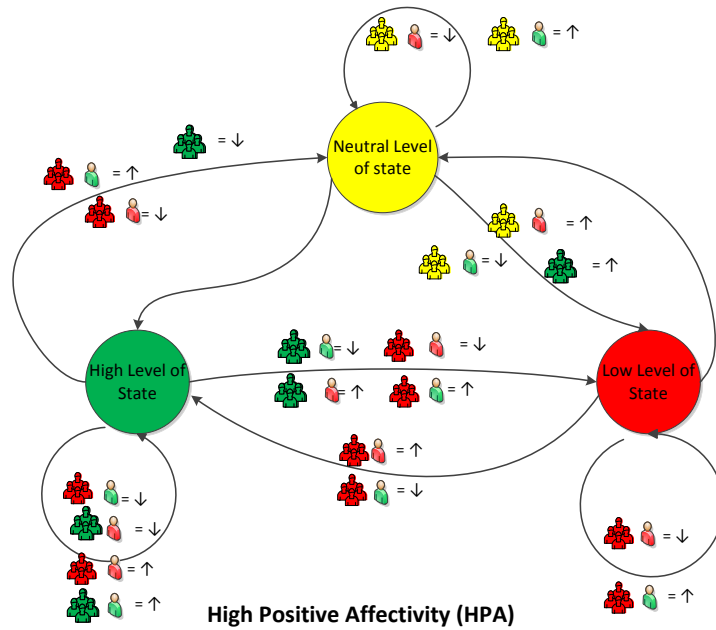 = ↓
= ↑
= ↓
= ↑
= ↓
Neutral Level
of state
= ↑
= ↓
= ↑
= ↓
= ↓
High Level of
State
Low Level of
State
= ↑
= ↑
= ↑
= ↓
= ↓
= ↓
= ↓
= ↑
= ↑
= ↑
High Positive Affectivity (HPA)